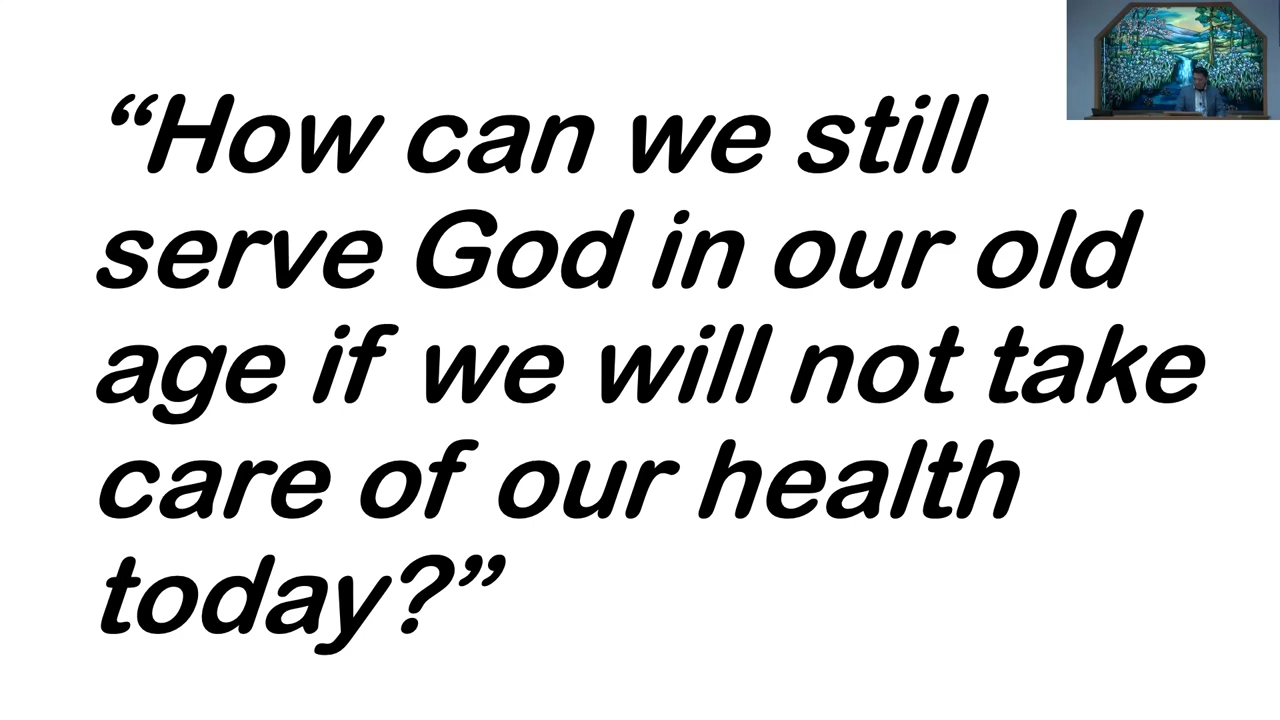 “How can we still
serve God in our old
age if we will not take
care of our health
today?”